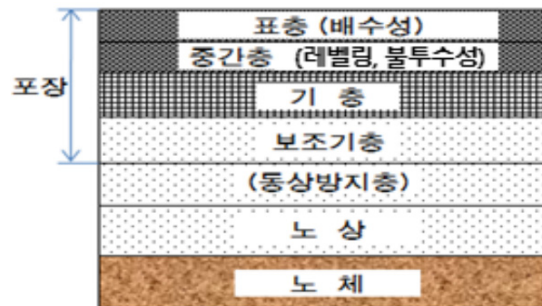 표층 (배수성)
중간층 (레벨링, 불투수성)
포장
기 층
보조기층
(동상방지층)
노 상
노 체